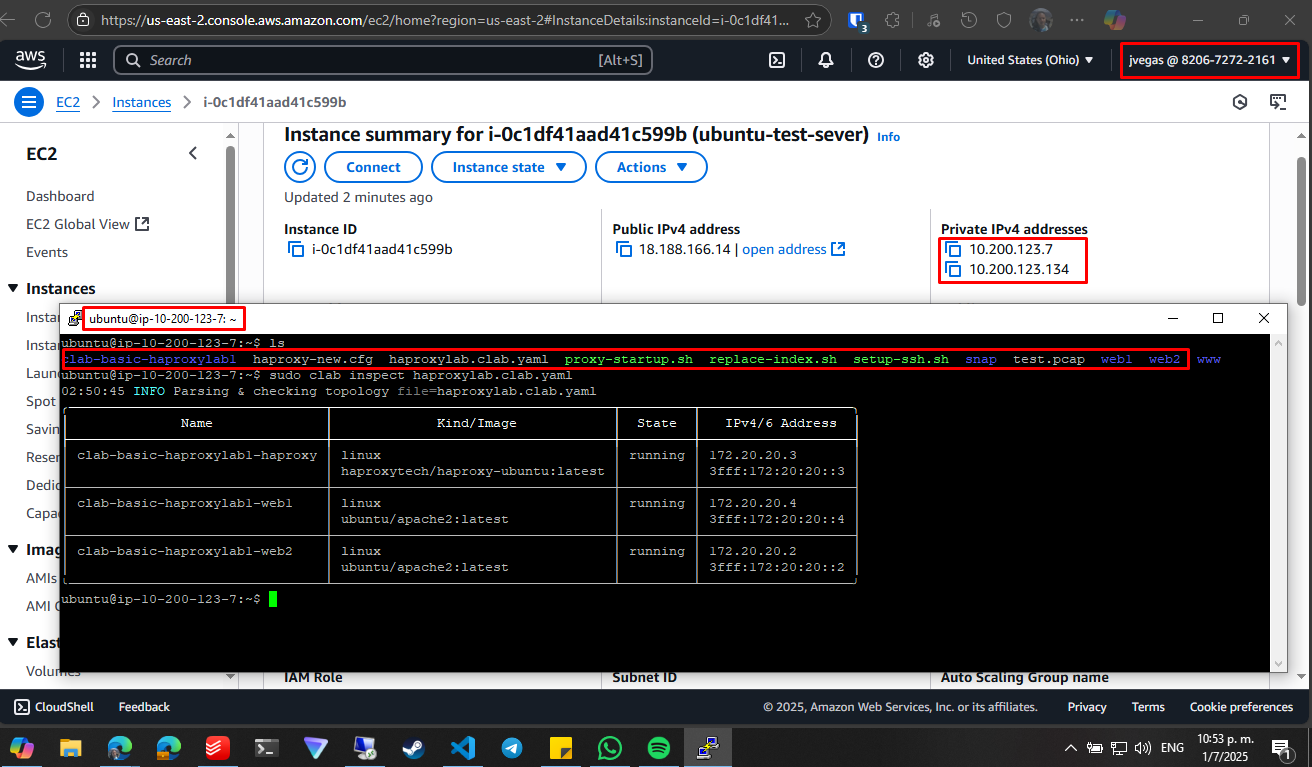 https://us-east-2.console.aws.amazon.com/ec2/home?region=us-east-2#InstanceDetails:instanceId=i-0c1df41...
3
aws
Search [Alt+S]
United States (Ohio)
jvegas @ 8206-7272-2161
EC2
Instances
i-0c1df41aad41c599b
EC2
Dashboard
EC2 Global View
Events
Instances
Insta
Insta
Laun
Spot
Savin
Reser
Dedic
Capac
Imag
AMIs
AMI C
Elast
Volumes
Instance summary for i-0c1df41aad41c599b (ubuntu-test-sever) Info
Connect
Instance state
Actions
Updated 2 minutes ago
Instance ID
i-0c1df41aad41c599b
Public IPv4 address
18.188.166.14 | open address
Private IPv4 addresses
10.200.123.7
10.200.123.134
ubuntu@ip-10-200-123-7: ~
ubuntu@ip-10-200-123-7:~$ ls
clab-basic-haproxylab1 haproxy-new.cfg haproxylab.clab.yaml proxy-startup.sh replace-index.sh setup-ssh.sh snap test.pcap web1 web2 www
ubuntu@ip-10-200-123-7:~$ sudo clab inspect haproxylab.clab.yaml
02:50:45 INFO Parsing & checking topology file=haproxylab.clab.yaml
Name Kind/Image State IPv4/6 Address
clab-basic-haproxylab1-haproxy linux running 172.20.20.3
haproxytech/haproxy-ubuntu:latest 3fff:172:20:20::3
clab-basic-haproxylab1-web1 linux running 172.20.20.4
ubuntu/apache2:latest 3fff:172:20:20::4
clab-basic-haproxylab1-web2 linux running 172.20.20.2
ubuntu/apache2:latest 3fff:172:20:20::2
ubuntu@ip-10-200-123-7:~$
IAM Role
Subnet ID
Auto Scaling Group name
CloudShell Feedback © 2025, Amazon Web Services, Inc. or its affiliates. Privacy Terms Cookie preferences
ENG
10:53 p. m.
1/7/2025
1